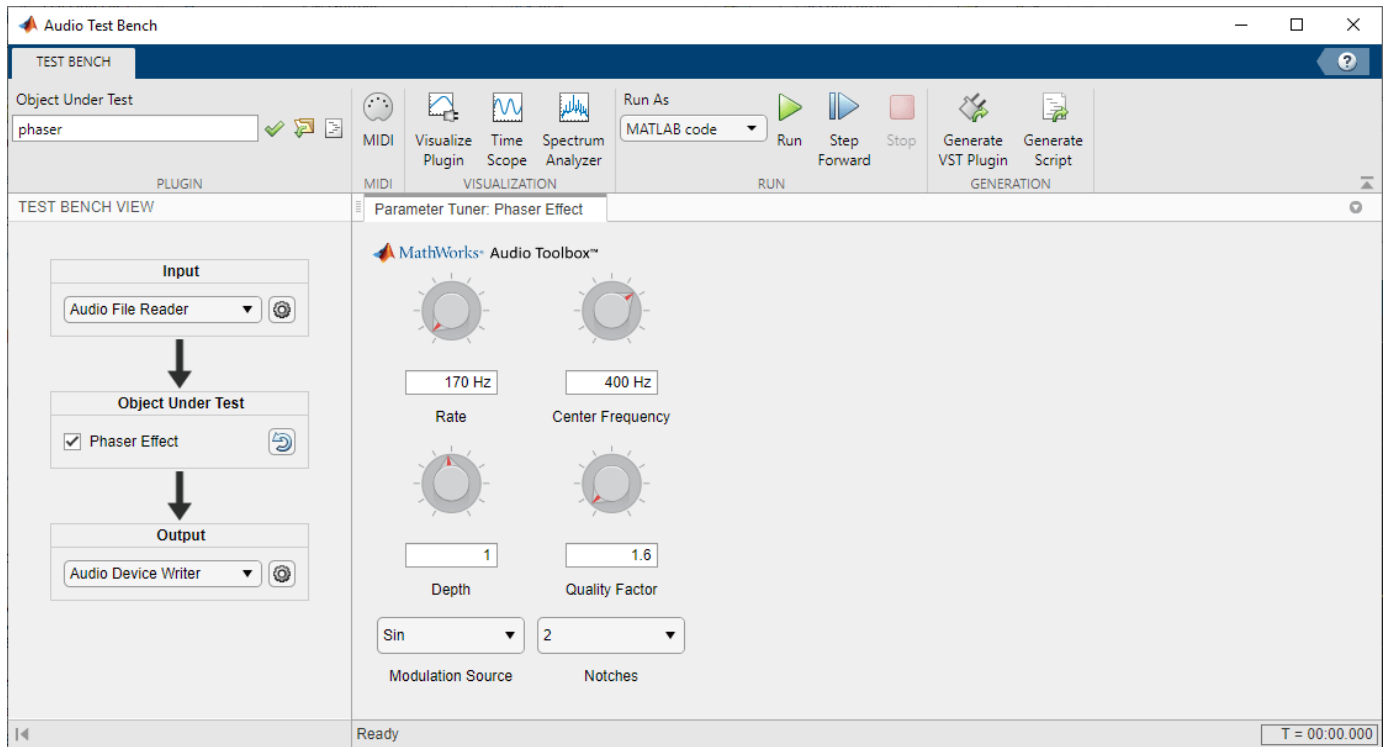 Audio Test Bench
TEST BENCH
?
Object Under Test
phaser
PLUGIN
MIDI
MIDI
Visualize Plugin
Time Scope
Spectrum Analyzer
VISUALIZATION
Run As
MATLAB code
Run
Step Forward
Stop
RUN
Generate VST Plugin
Generate Script
GENERATION
TEST BENCH VIEW
Parameter Tuner: Phaser Effect
Input
Audio File Reader
Object Under Test
Phaser Effect
Output
Audio Device Writer
MathWorks® Audio Toolbox™
170 Hz
400 Hz
Rate
Center Frequency
1
1.6
Depth
Quality Factor
Sin
2
Modulation Source
Notches
Ready
T = 00:00.000